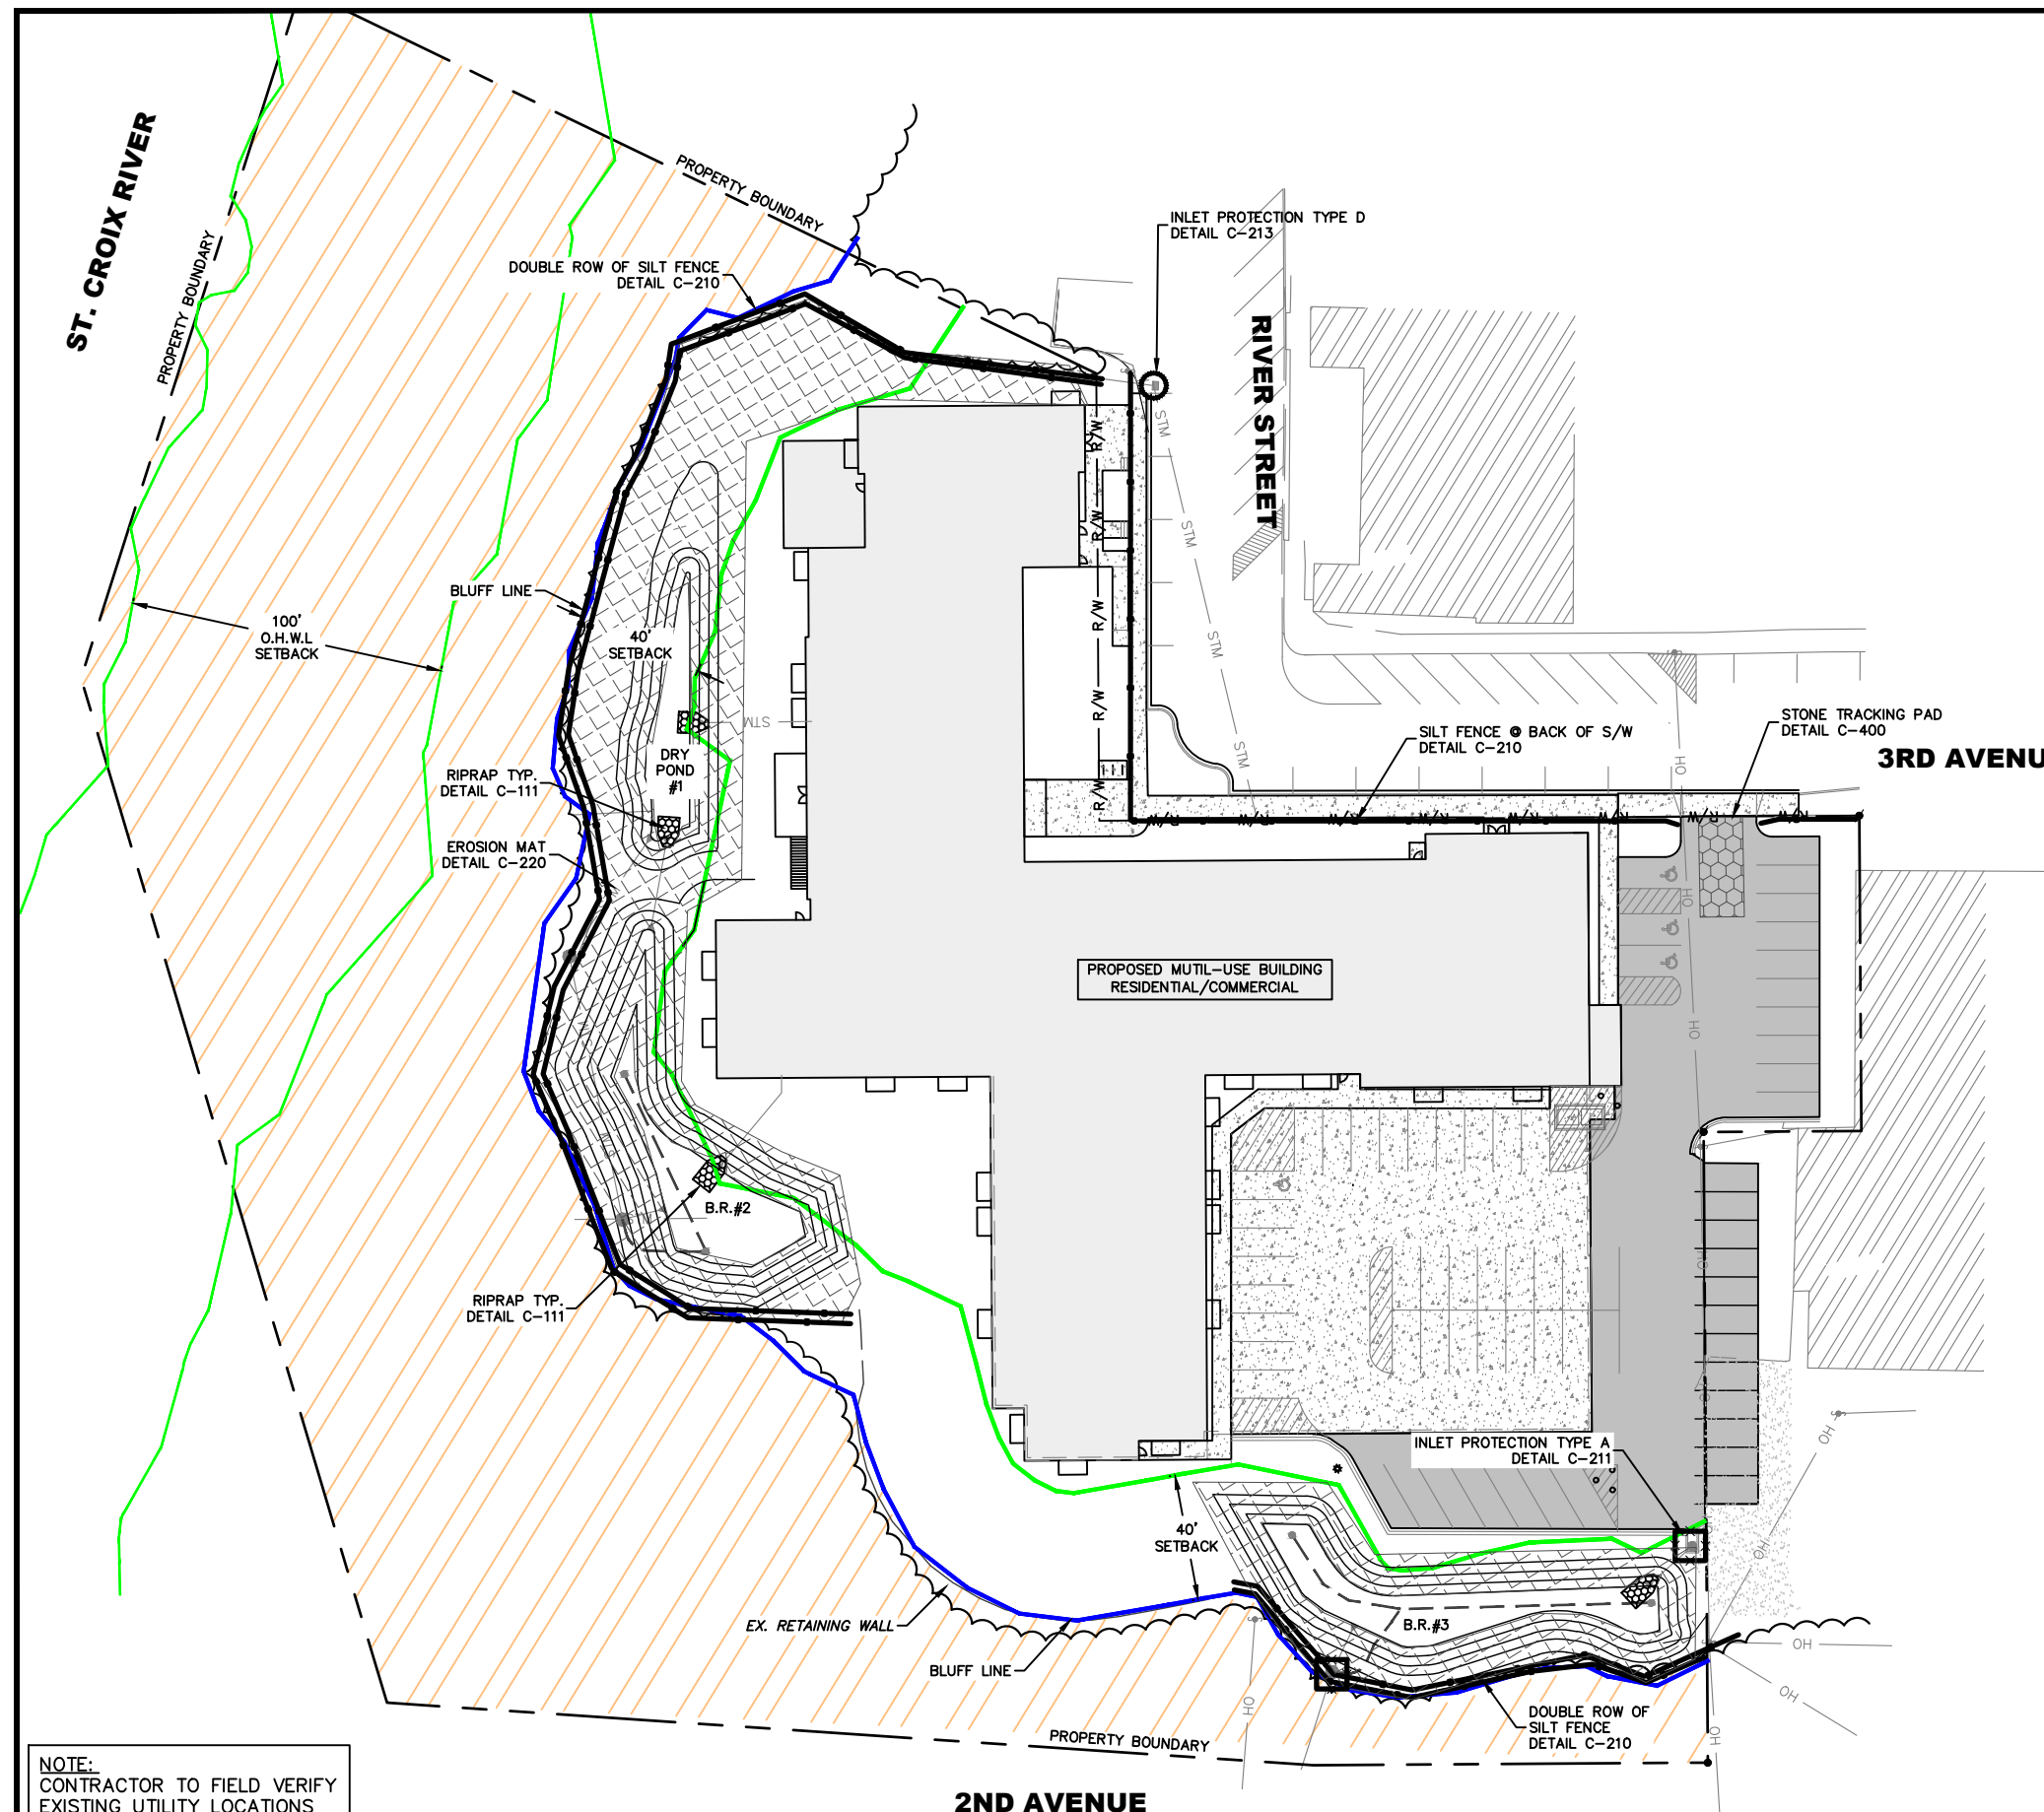 ST. CROIX RIVER
PROPERTY BOUNDARY
PROPERTY BOUNDARY
INLET PROTECTION TYPE D
DETAIL C-213
DOUBLE ROW OF SILT FENCE
DETAIL C-210
RIVER STREET
STM
STM
STM
STM
R/W
R/W
R/W
R/W
R/W
BLUFF LINE
100'
O.H.W.L
SETBACK
40'
SETBACK
STM
DRY
POND
#1
RIPRAP TYP.
DETAIL C-111
EROSION MAT
DETAIL C-220
SILT FENCE @ BACK OF S/W
DETAIL C-210
STONE TRACKING PAD
DETAIL C-400
3RD AVENU
OH
R/W
R/W
R/W
R/W
R/W
R/W
R/W
R/W
OH
OH
PROPOSED MUTIL-USE BUILDING
RESIDENTIAL/COMMERCIAL
B.R.#2
RIPRAP TYP.
DETAIL C-111
OH
INLET PROTECTION TYPE A
DETAIL C-211
OH
OH
40'
SETBACK
EX. RETAINING WALL
BLUFF LINE
B.R.#3
OH
OH
OH
OH
DOUBLE ROW OF
SILT FENCE
DETAIL C-210
PROPERTY BOUNDARY
NOTE:
CONTRACTOR TO FIELD VERIFY
EXISTING UTILITY LOCATIONS
2ND AVENUE